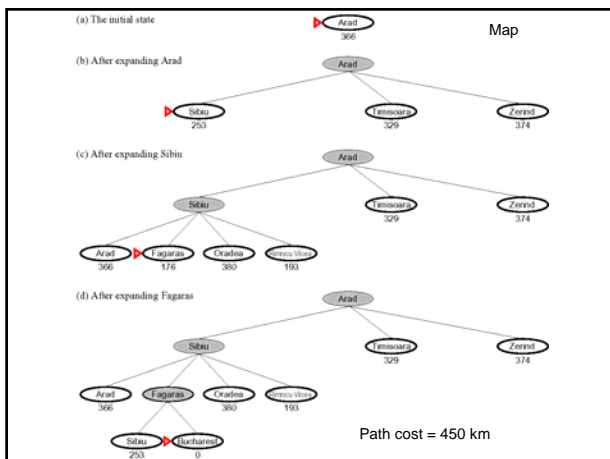 (a) The initial state
Arad
Map
366
(b) After expanding Arad
Arad
Sibiu Timisoara Zerind
253 329 374
(c) After expanding Sibiu
Arad
Sibiu Timisoara Zerind
329 374
Arad Fagaras Oradea Rimnicu Vilcea
366 176 380 193
(d) After expanding Fagaras
Arad
Sibiu Timisoara Zerind
329 374
Arad Fagaras Oradea Rimnicu Vilcea
366 380 193
Sibiu Bucharest
253 0
Path cost = 450 km